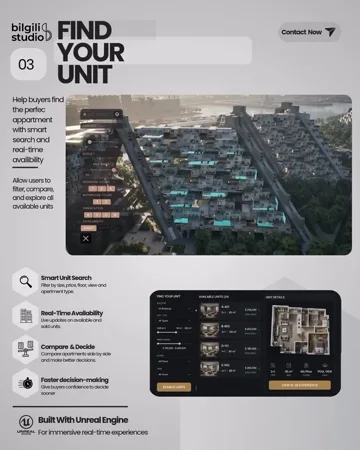 bilgili
studio
FIND
YOUR
UNIT
Contact Now
03
Help buyers find
the perfec
appartment
with smart
search and
real-time
availibility
Allow users to
filter, compare,
and explore all
available units
Smart Unit Search
Filter by size, price, floor, view and
apartment type.
Real-Time Availability
Live updates on available and
sold units.
Compare & Decide
Compare apartments side by side
and make better decisions.
Faster decision-making
Give buyers confidence to decide
sooner
FIND YOUR UNIT
AVAILABLE UNITS
UNIT DETAILS
UNREAL
Built With Unreal Engine
For immersive real-time experiences